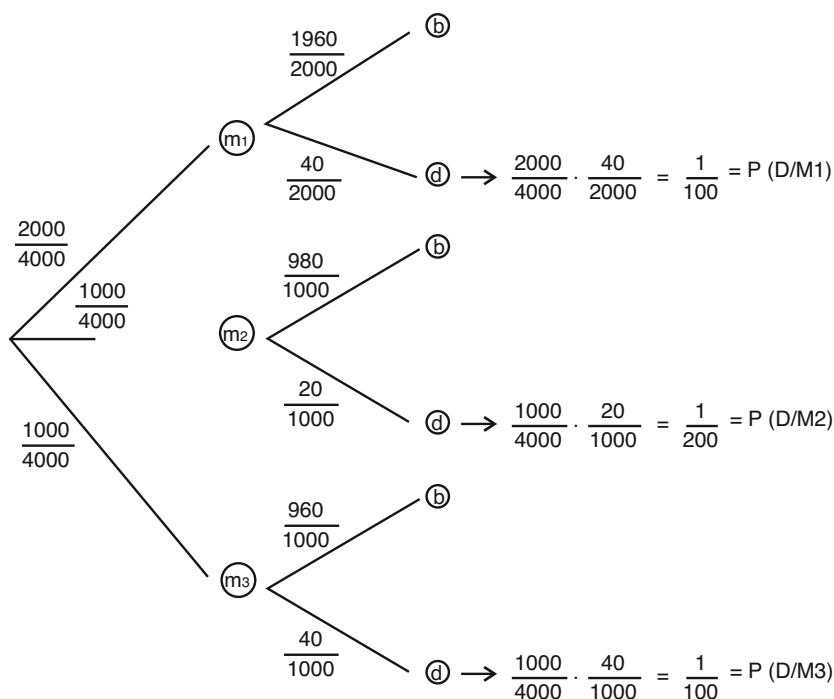 1960/2000
b
m1
40/2000
d → 2000/4000 · 40/2000 = 1/100 = P (D/M1)
2000/4000
b
980/1000
1000/4000
m2
20/1000
d → 1000/4000 · 20/1000 = 1/200 = P (D/M2)
1000/4000
b
960/1000
m3
40/1000
d → 1000/4000 · 40/1000 = 1/100 = P (D/M3)